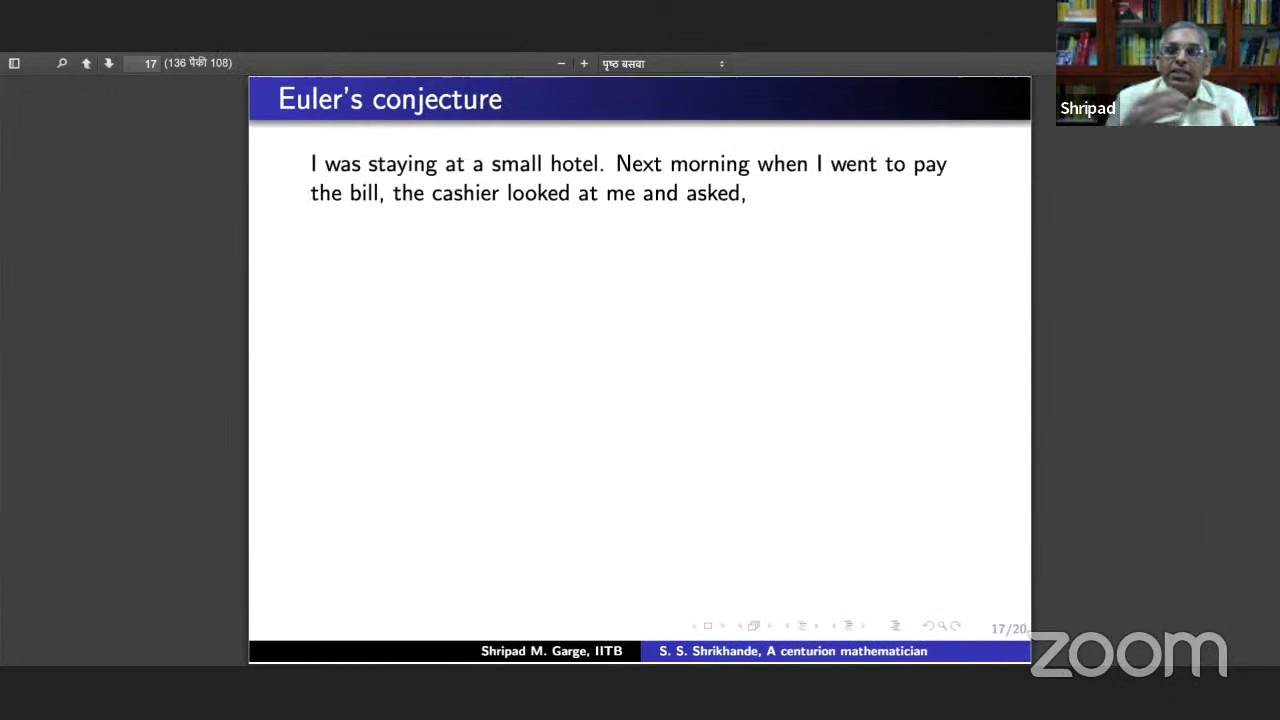 17 (136 पैकी 108)
पृष्ठ बसवा
Shripad
Euler's conjecture
I was staying at a small hotel. Next morning when I went to pay
the bill, the cashier looked at me and asked,
17/20
Shripad M. Garge, IITB S. S. Shrikhande, A centurion mathematician
zoom